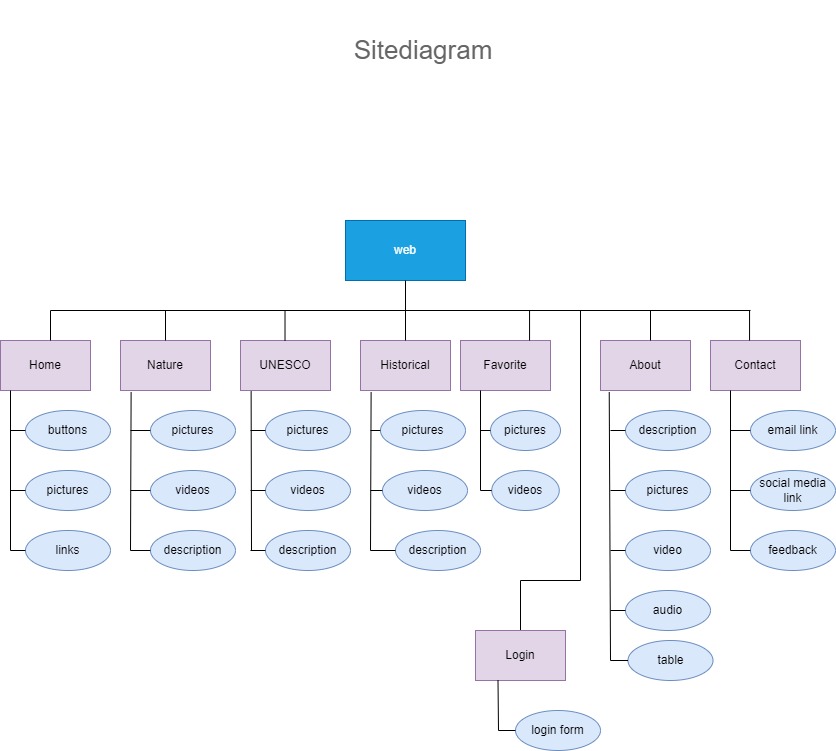 Sitediagram
web
Home
Nature
UNESCO
Historical
Favorite
About
Contact
buttons
pictures
pictures
pictures
pictures
description
email link
pictures
videos
videos
videos
videos
pictures
social media
link
links
description
description
description
video
feedback
audio
Login
table
login form